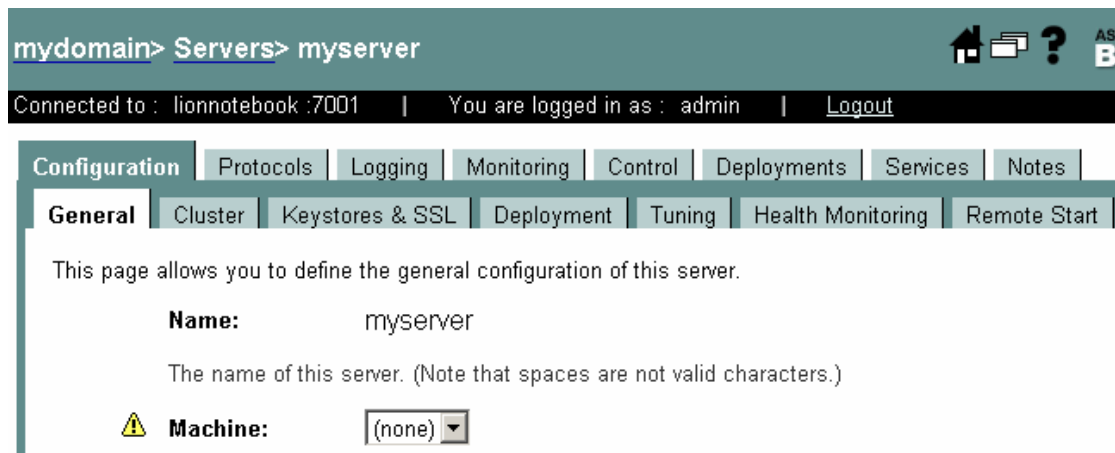 mydomain> Servers> myserver
?
AS
B
Connected to : lionnotebook :7001 | You are logged in as : admin | Logout
Configuration Protocols Logging Monitoring Control Deployments Services Notes
General Cluster Keystores & SSL Deployment Tuning Health Monitoring Remote Start
This page allows you to define the general configuration of this server.
Name: myserver
The name of this server. (Note that spaces are not valid characters.)
Machine: (none)